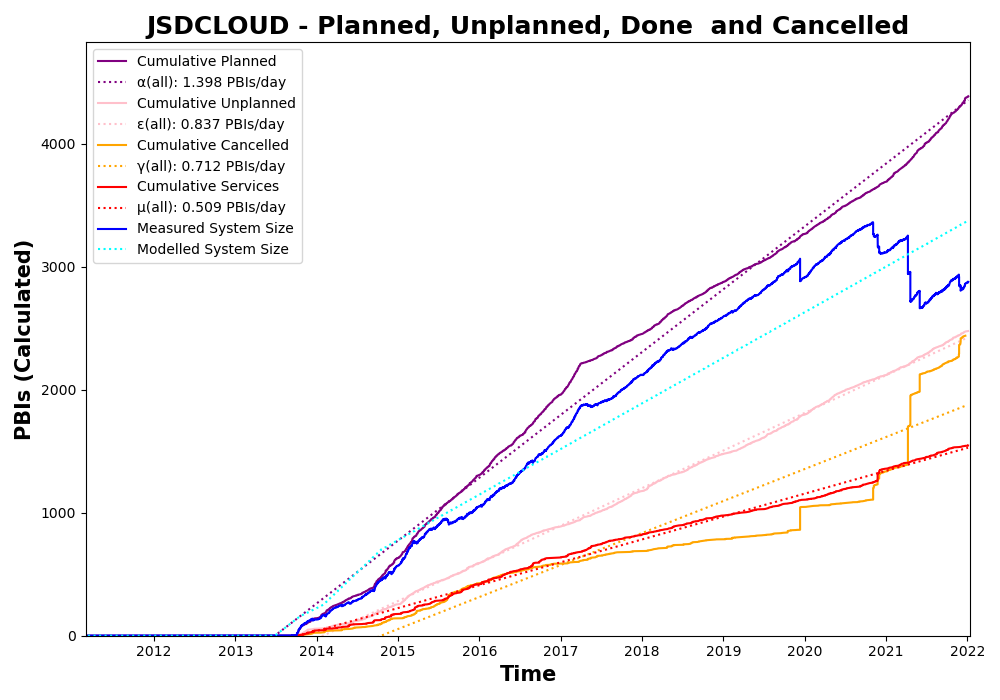 JSDCLOUD - Planned, Unplanned, Done  and Cancelled
Cumulative Planned
α(all): 1.398 PBIs/day
Cumulative Unplanned
ε(all): 0.837 PBIs/day
Cumulative Cancelled
γ(all): 0.712 PBIs/day
Cumulative Services
μ(all): 0.509 PBIs/day
Measured System Size
Modelled System Size
PBIs (Calculated)
4000
3000
2000
1000
0
2012 2013 2014 2015 2016 2017 2018 2019 2020 2021 2022
Time